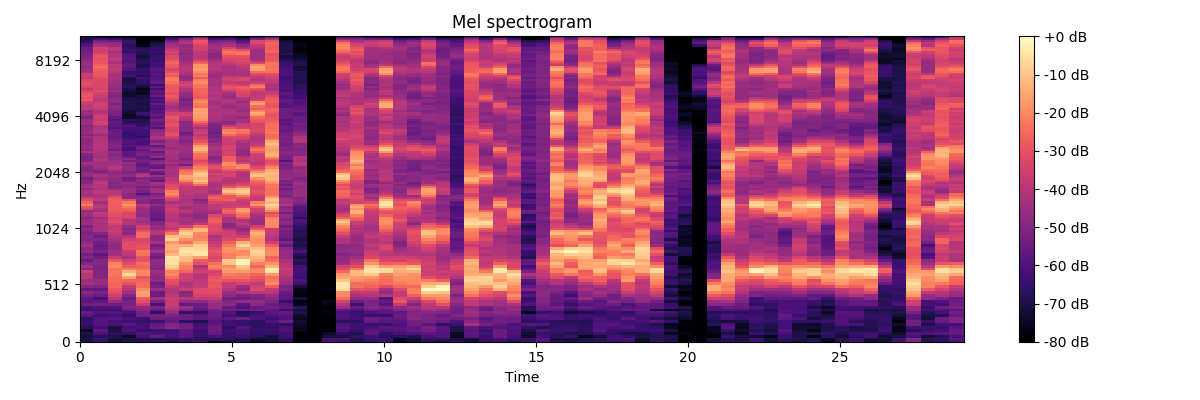 Mel spectrogram
+0 dB
8192
-10 dB
4096
-20 dB
-30 dB
2048
Hz
-40 dB
1024
-50 dB
512
-60 dB
-70 dB
0
-80 dB
0 5 10 15 20 25
Time